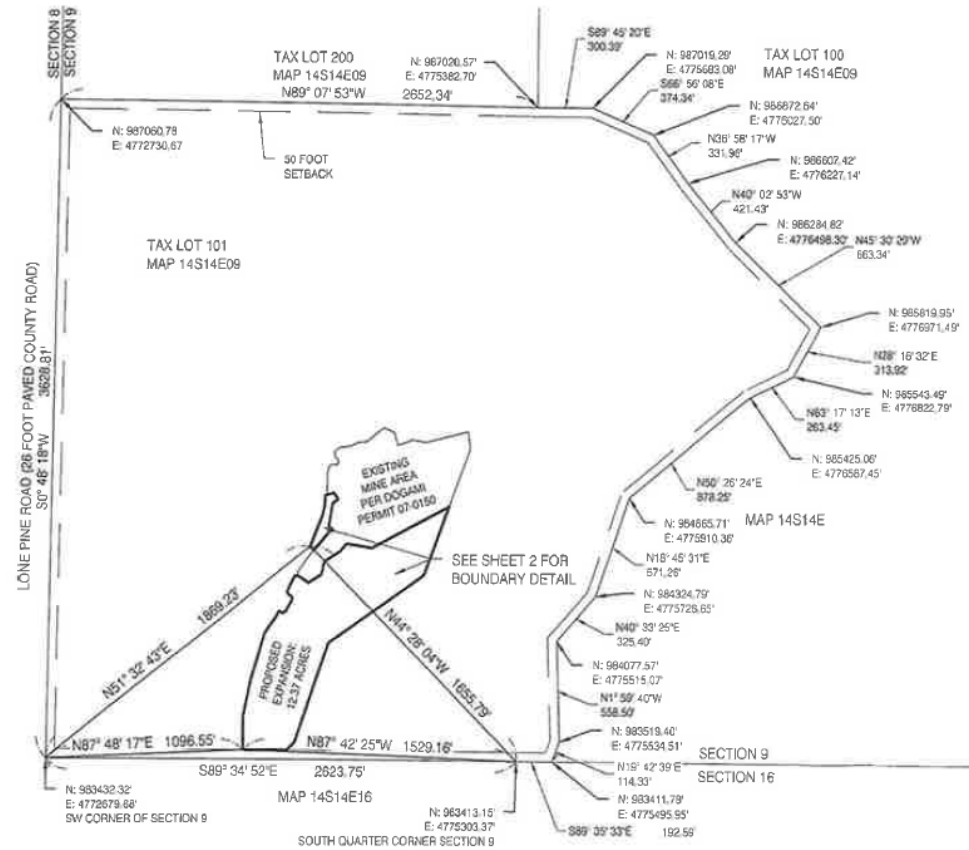 SECTION 8
SECTION 9
TAX LOT 200
MAP 14S14E09
N89° 07' 53"W 2652.34'
N: 987020.57'
E: 4775382.70'
S89° 45' 20"E
300.39'
N: 987019.29'
E: 4775683.08'
TAX LOT 100
MAP 14S14E09
S66° 56' 08"E
374.34'
N: 986872.64'
E: 4776027.50'
N: 987060.78
E: 4772730.67
50 FOOT
SETBACK
N36° 58' 17"W
331.96'
N: 986607.42'
E: 4776227.14'
N40° 02' 53"W
421.43'
N: 986284.82'
E: 4776498.30'
N45° 30' 29"W
663.34'
TAX LOT 101
MAP 14S14E09
N: 985819.95'
E: 4776971.49'
N28° 16' 32"E
313.92'
N: 985543.49'
E: 4776822.79'
N63° 17' 13"E
263.45'
N: 985425.06'
E: 4776587.45'
LONE PINE ROAD (26 FOOT PAVED COUNTY ROAD)
S0° 48' 18"W 3628.81'
EXISTING
MINE AREA
PER DOGAMI
PERMIT 07-0150
N50° 26' 24"E
878.25'
MAP 14S14E
N: 984865.71'
E: 4775910.36'
SEE SHEET 2 FOR
BOUNDARY DETAIL
N18° 45' 31"E
571.26'
N: 984324.79'
E: 4775726.65'
N51° 32' 43"E 1869.23'
N44° 28' 04"W 1655.79'
N40° 33' 25"E
325.40'
PROPOSED
EXPANSION:
12.37 ACRES
N: 984077.57'
E: 4775515.07'
N1° 59' 40"W
558.50'
N: 983519.40'
E: 4775534.51'
N87° 48' 17"E 1096.55'
N87° 42' 25"W 1529.16'
SECTION 9
N19° 42' 39"E
114.33'
SECTION 16
S89° 34' 52"E 2623.75'
MAP 14S14E16
N: 983432.32'
E: 4772679.68'
SW CORNER OF SECTION 9
N: 983413.15'
E: 4775303.37'
SOUTH QUARTER CORNER SECTION 9
N: 983411.78'
E: 4775495.95'
S89° 35' 33"E 192.59'